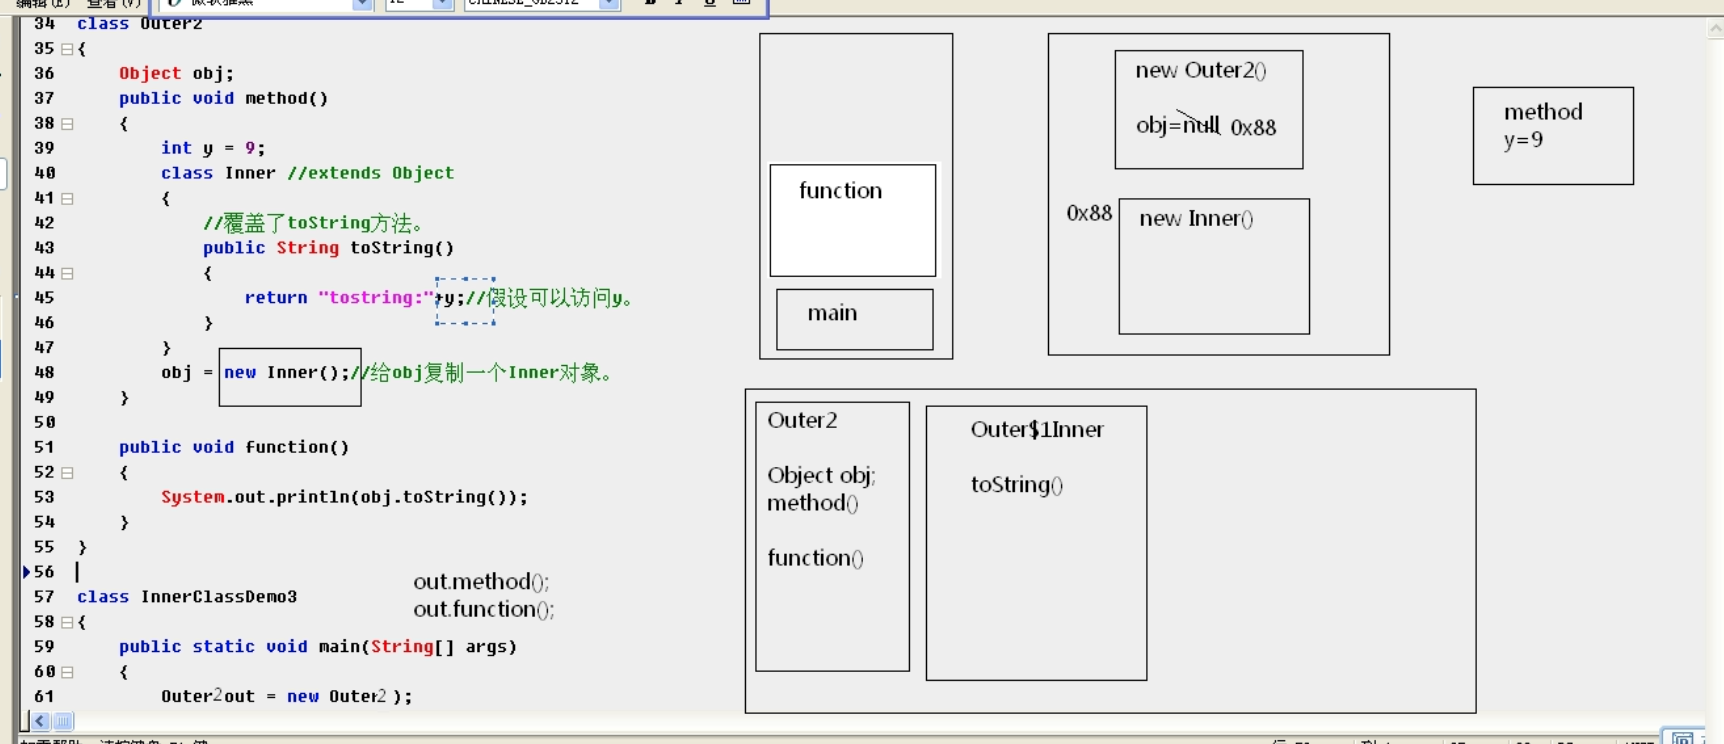 34 class Outer2
35 {
36 Object obj;
37 public void method()
38 {
39 int y = 9;
40 class Inner //extends Object
41 {
42 //覆盖了toString方法。
43 public String toString()
44 {
45 return "tostring:"+y;//假设可以访问y。
46 }
47 }
48 obj = new Inner();//给obj复制一个Inner对象。
49 }
50
51 public void function()
52 {
53 System.out.println(obj.toString());
54 }
55 }
56
57 class InnerClassDemo3
58 {
59 public static void main(String[] args)
60 {
61 Outer2 out = new Outer2 );
out.method();
out.function();
function
main
new Outer2()
obj=null 0x88
0x88
new Inner()
method
y=9
Outer2
Object obj;
method()
function()
Outer$1Inner
toString()